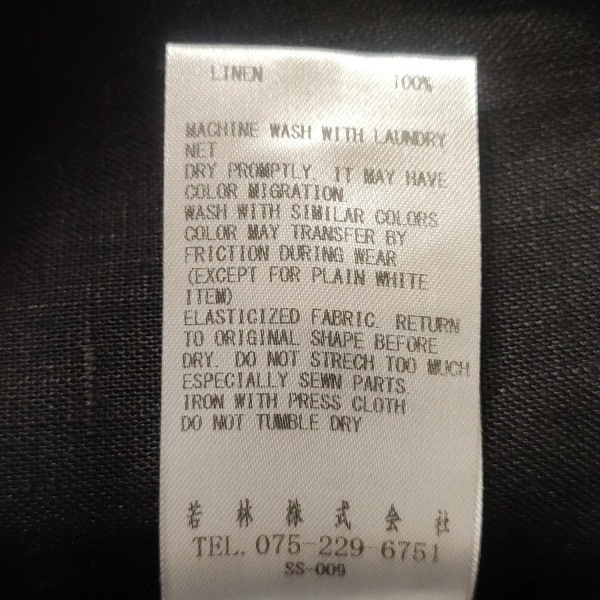 LINEN 100%
MACHINE WASH WITH LAUNDRY
NET
DRY PROMPTLY. IT MAY HAVE
COLOR MIGRATION.
WASH WITH SIMILAR COLORS
COLOR MAY TRANSFER BY
FRICTION DURING WEAR
(EXCEPT FOR PLAIN WHITE
ITEM)
ELASTICIZED FABRIC. RETURN
TO ORIGINAL SHAPE BEFORE
DRY. DO NOT STRECH TOO MUCH
ESPECIALLY SEWN PARTS.
IRON WITH PRESS CLOTH
DO NOT TUMBLE DRY
若林株式会社
TEL. 075-229-6751
SS-009